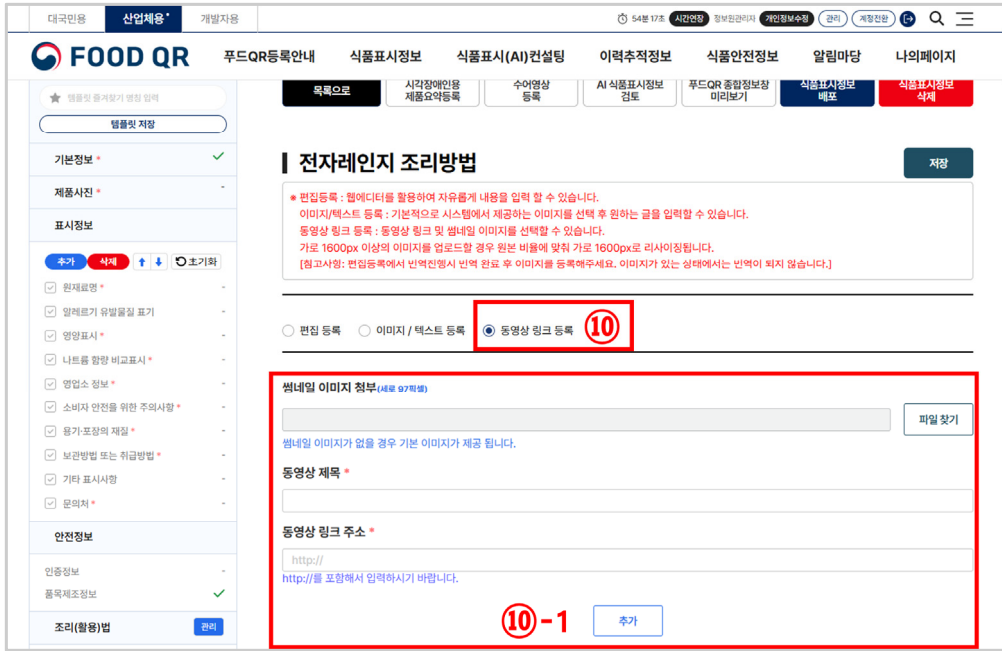 대국민용
산업체용
개발자용
54분 17초 시간연장 정보원관리자 개인정보수정 관리 계정전환
FOOD QR
푸드QR등록안내 식품표시정보 식품표시(AI)컨설팅 이력추적정보 식품안전정보 알림마당 나의페이지
템플릿 즐겨찾기 명칭 입력
템플릿 저장
기본정보 *
제품사진 * -
표시정보
추가 삭제 초기화
원재료명 * -
알레르기 유발물질 표기 -
영양표시 * -
나트륨 함량 비교표시 * -
영업소 정보 * -
소비자 안전을 위한 주의사항 * -
용기·포장의 재질 * -
보관방법 또는 취급방법 * -
기타 표시사항 -
문의처 * -
안전정보
인증정보 -
품목제조정보
조리(활용)법 관리
목록으로
시각장애인용
제품요약등록
수어영상
등록
AI 식품표시정보
검토
푸드QR 종합정보창
미리보기
식품표시정보
배포
식품표시정보
삭제
전자레인지 조리방법
저장
※ 편집등록 : 웹에디터를 활용하여 자유롭게 내용을 입력 할 수 있습니다.
이미지/텍스트 등록 : 기본적으로 시스템에서 제공하는 이미지를 선택 후 원하는 글을 입력할 수 있습니다.
동영상 링크 등록 : 동영상 링크 및 썸네일 이미지를 선택할 수 있습니다.
가로 1600px 이상의 이미지를 업로드할 경우 원본 비율에 맞춰 가로 1600px로 리사이징됩니다.
[참고사항: 편집등록에서 번역진행시 번역 완료 후 이미지를 등록해주세요. 이미지가 있는 상태에서는 번역이 되지 않습니다.]
편집 등록 이미지 / 텍스트 등록 동영상 링크 등록 ⑩
썸네일 이미지 첨부(세로 97픽셀)
파일 찾기
썸네일 이미지가 없을 경우 기본 이미지가 제공 됩니다.
동영상 제목 *
동영상 링크 주소 *
http://
http://를 포함해서 입력하시기 바랍니다.
⑩-1 추가